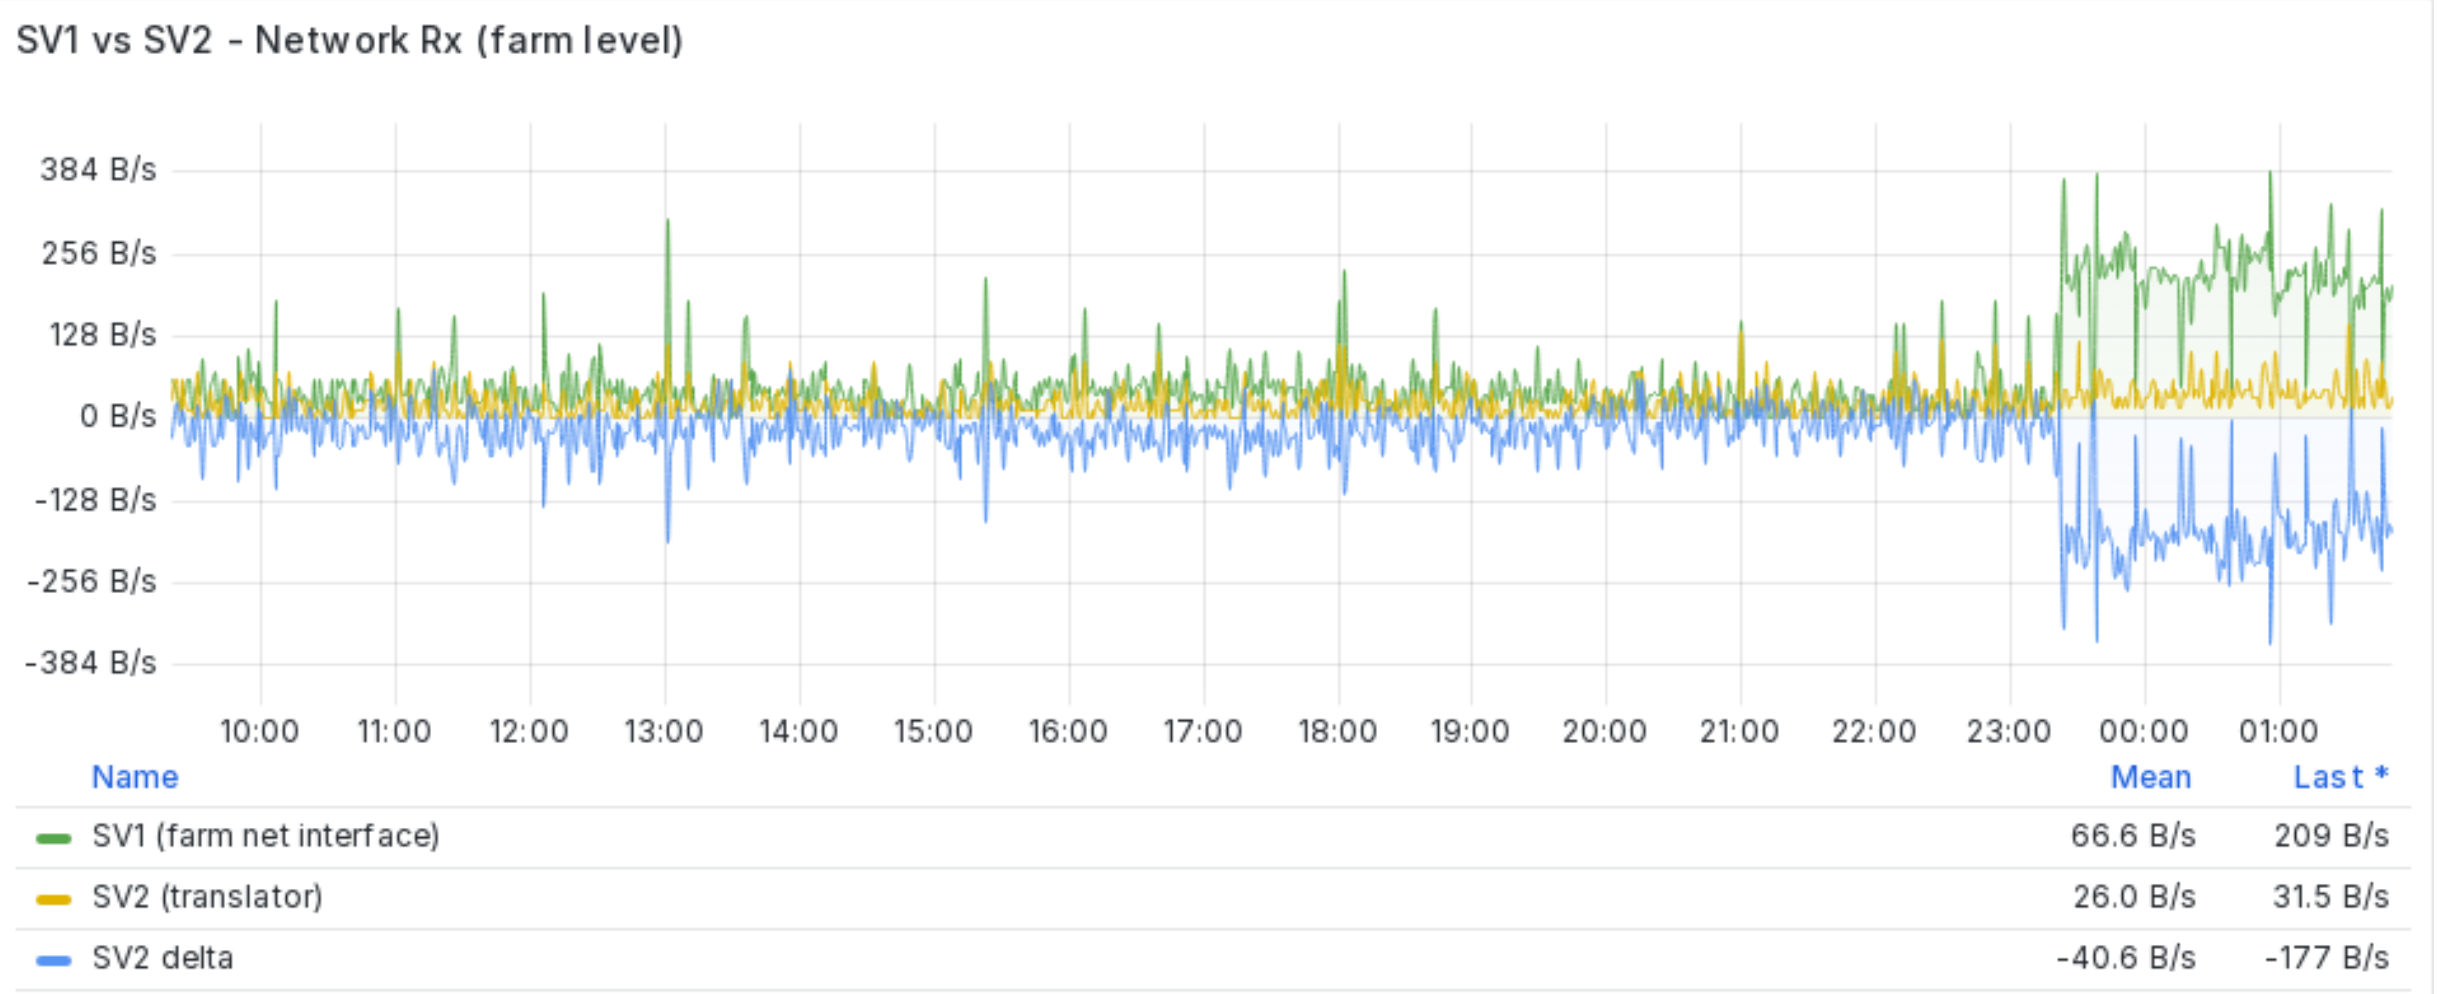 SV1 vs SV2 - Network Rx (farm level)
384 B/s
256 B/s
128 B/s
0 B/s
-128 B/s
-256 B/s
-384 B/s
10:00 11:00 12:00 13:00 14:00 15:00 16:00 17:00 18:00 19:00 20:00 21:00 22:00 23:00 00:00 01:00
Name Mean Last *
SV1 (farm net interface) 66.6 B/s 209 B/s
SV2 (translator) 26.0 B/s 31.5 B/s
SV2 delta -40.6 B/s -177 B/s